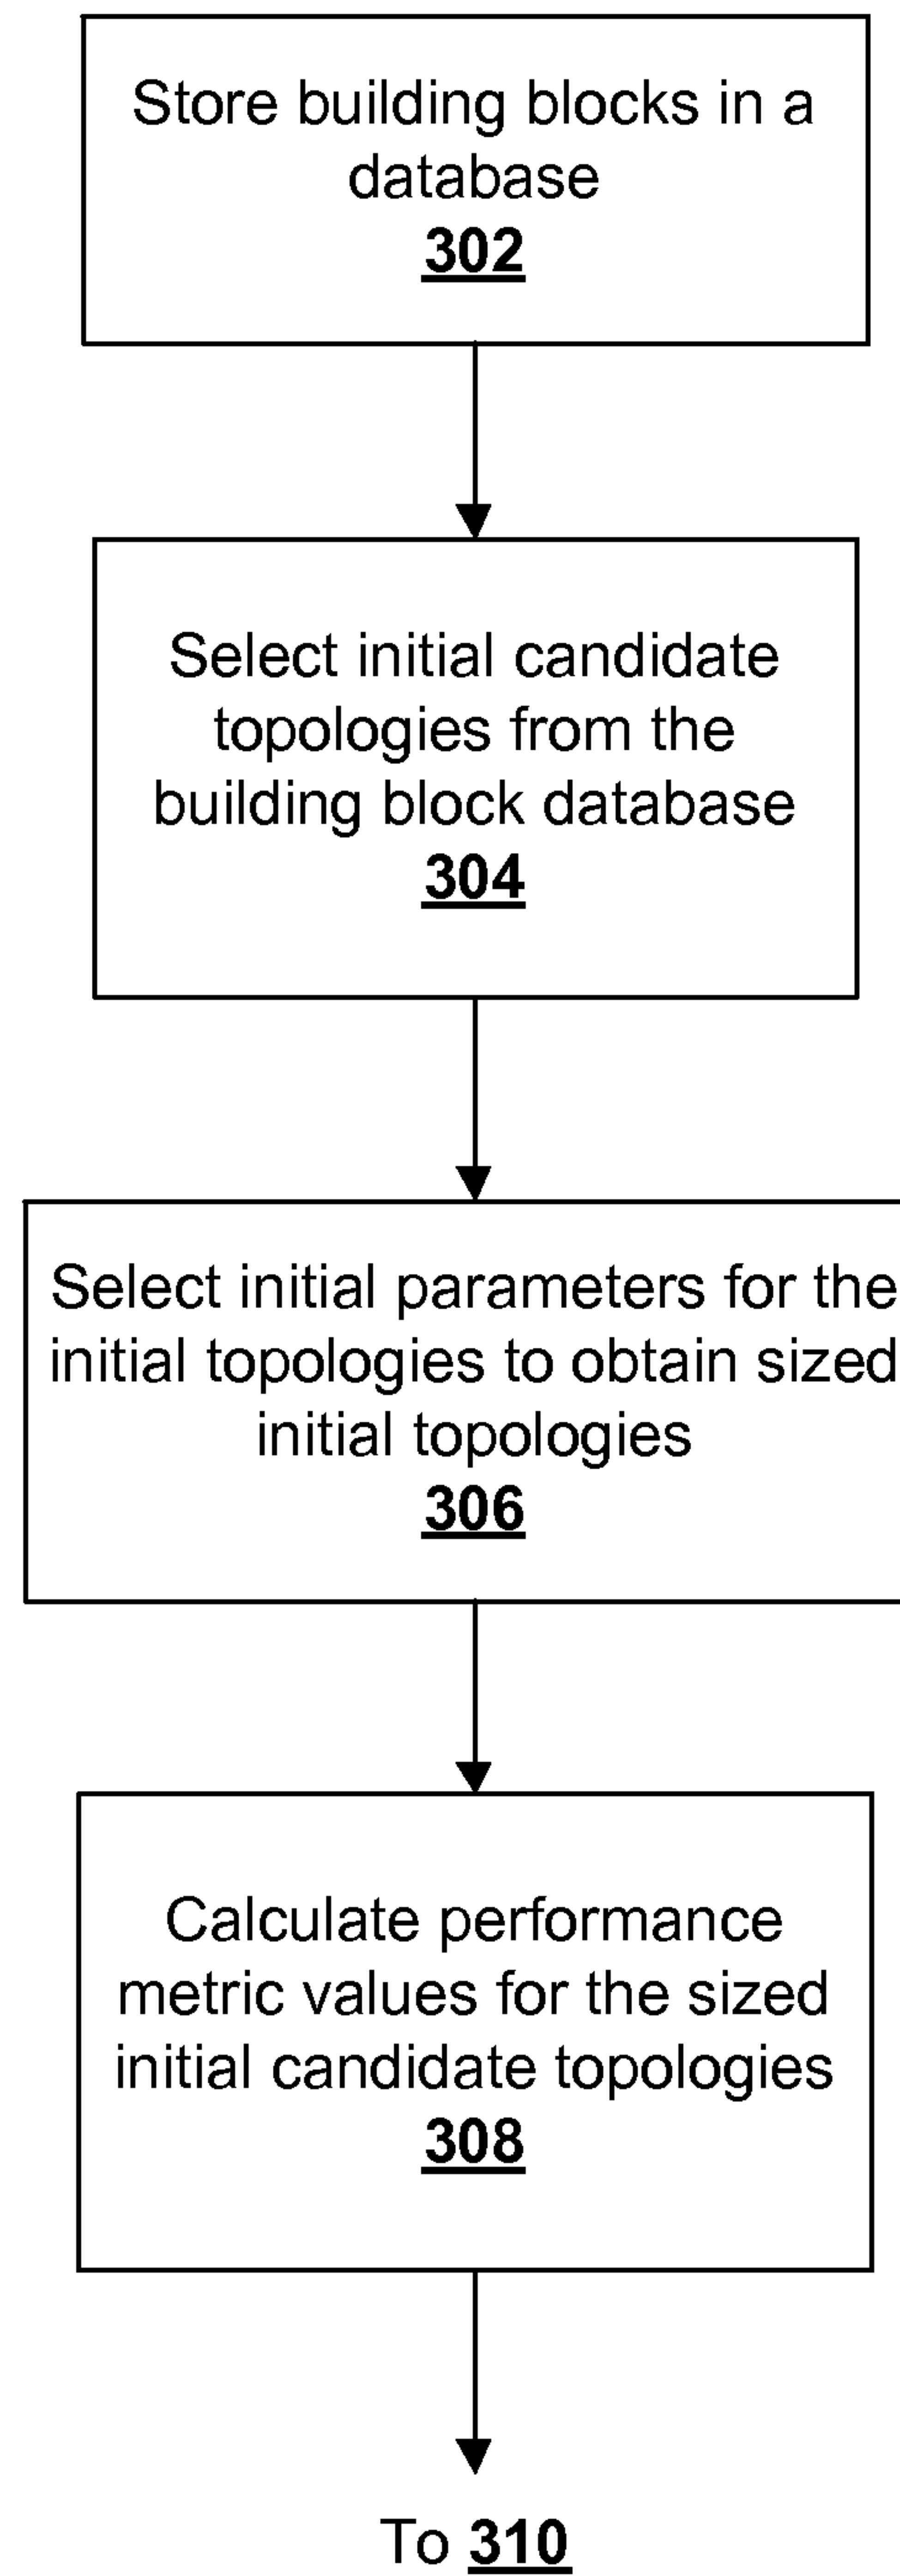 Store building blocks in a
database
302
Select initial candidate
topologies from the
building block database
304
Select initial parameters for the
initial topologies to obtain sized
initial topologies
306
Calculate performance
metric values for the sized
initial candidate topologies
308
To 310